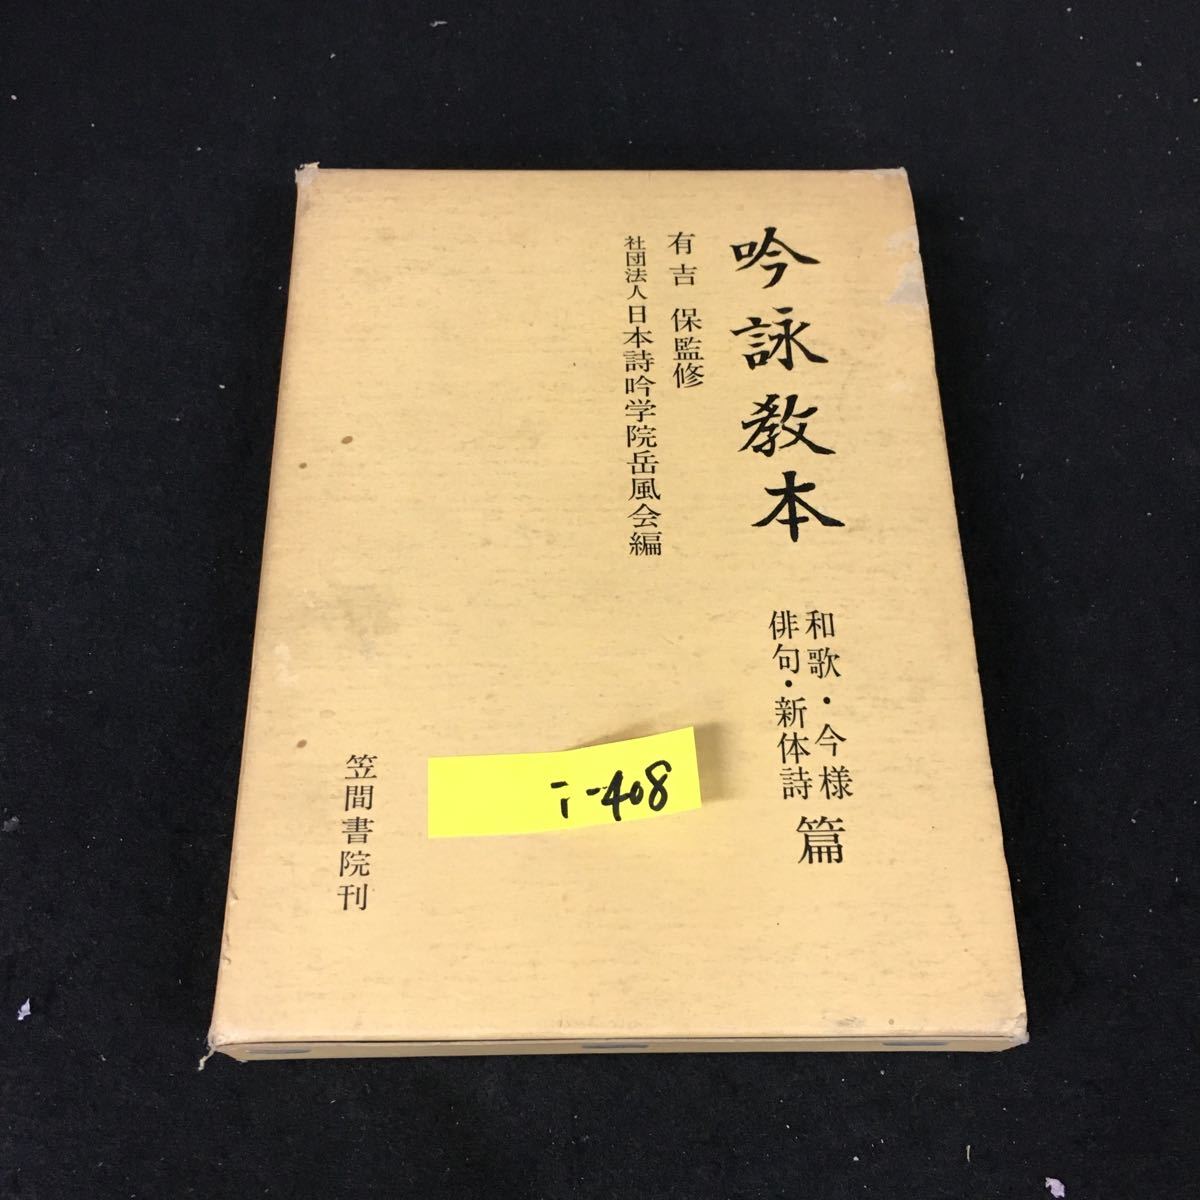 吟詠教本
和歌・今様
俳句・新体詩
篇
有吉 保監修
社団法人日本詩吟学院岳風会編
笠間書院刊
i-408